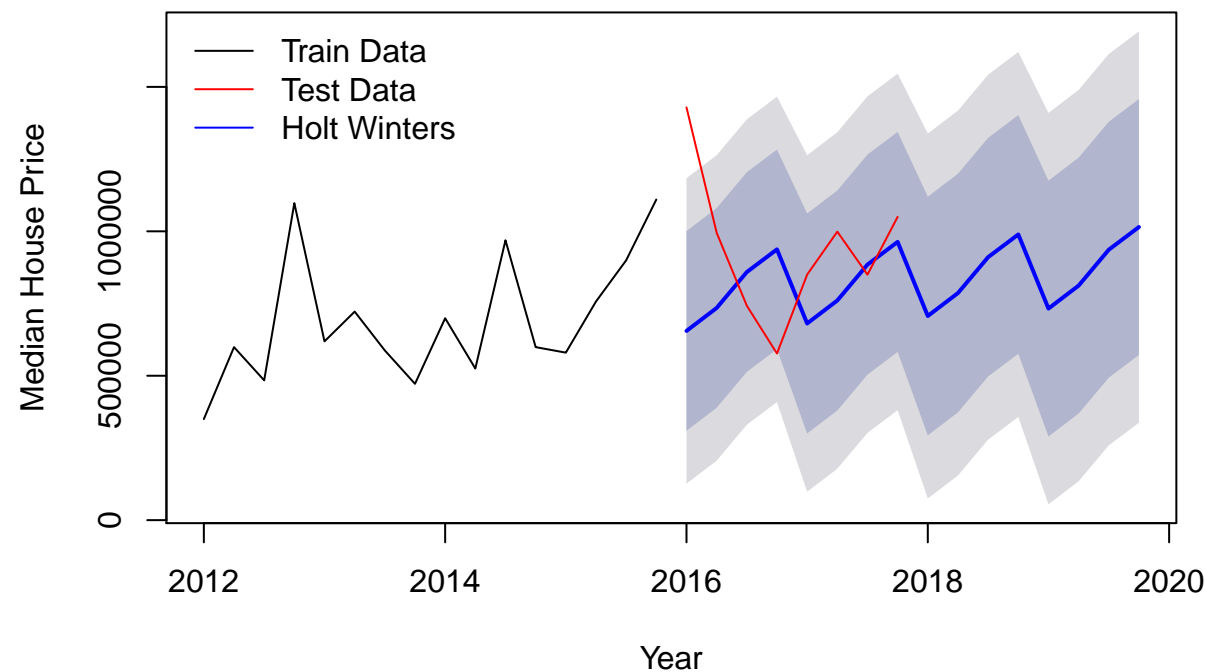 Train Data
Test Data
Holt Winters
Median House Price
0
500000
1000000
2012
2014
2016
2018
2020
Year